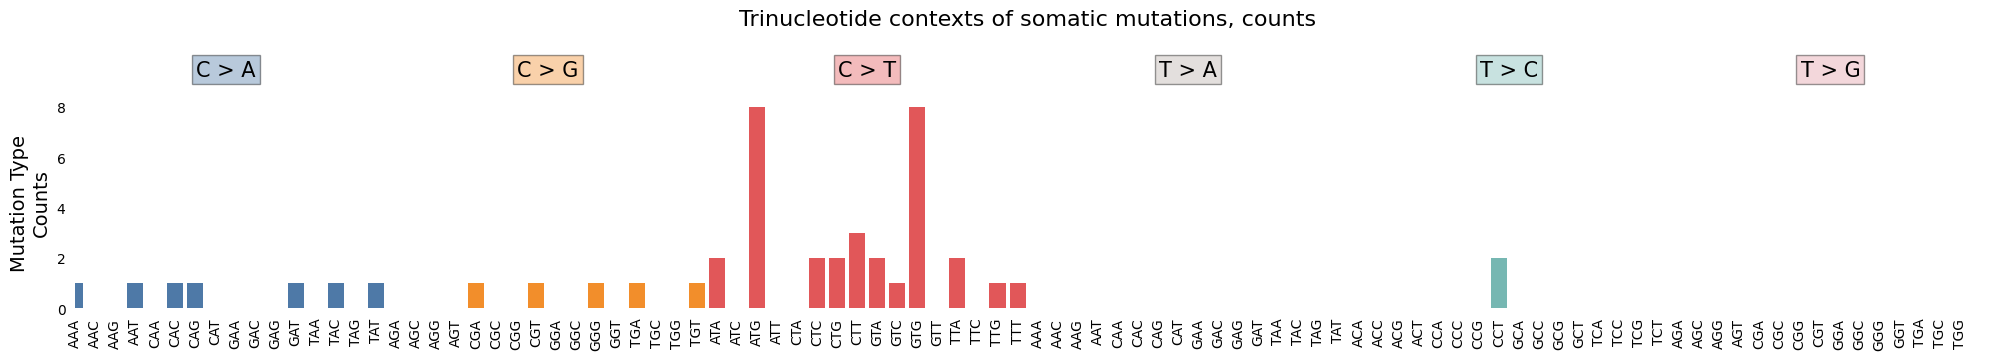 Trinucleotide contexts of somatic mutations, counts
C > A C > G C > T T > A T > C T > G
Mutation Type
Counts
8
6
4
2
0
AAA AAC AAG AAT CAA CAC CAG CAT GAA GAC GAG GAT TAA TAC TAG TAT AGA AGC AGG AGT CGA CGC CGG CGT GGA GGC GGG GGT TGA TGC TGG TGT ATA ATC ATG ATT CTA CTC CTG CTT GTA GTC GTG GTT TTA TTC TTG TTT AAA AAC AAG AAT CAA CAC CAG CAT GAA GAC GAG GAT TAA TAC TAG TAT ACA ACC ACG ACT CCA CCC CCG CCT GCA GCC GCG GCT TCA TCC TCG TCT AGA AGC AGG AGT CGA CGC CGG CGT GGA GGC GGG GGT TGA TGC TGG